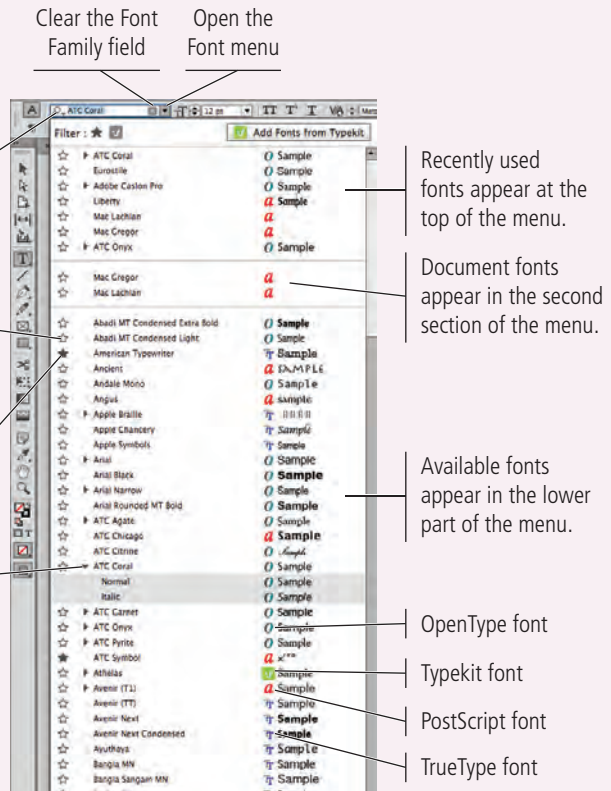 Clear the Font
Family field
Open the
Font menu
ATC Coral
12 pt
TT T T VA
Filter :
Add Fonts from Typekit
ATC Coral Sample
Eurostile Sample
Adobe Caslon Pro Sample
Liberty Sample
Mac Lachlan
Mac Gregor
ATC Onyx Sample
Mac Gregor
Mac Lachlan
Abadi MT Condensed Extra Bold Sample
Abadi MT Condensed Light Sample
American Typewriter Sample
Ancient SAMPLE
Andale Mono Sample
Angus sample
Apple Braille
Apple Chancery Sample
Apple Symbols Sample
Arial Sample
Arial Black Sample
Arial Narrow Sample
Arial Rounded MT Bold Sample
ATC Agate Sample
ATC Chicago Sample
ATC Citrine Sample
ATC Coral Sample
Normal Sample
Italic Sample
ATC Garnet Sample
ATC Onyx Sample
ATC Pyrite Sample
ATC Symbol
Athelas Sample
Avenir (T1) Sample
Avenir (TT) Sample
Avenir Next Sample
Avenir Next Condensed Sample
Ayuthaya Sample
Bangla MN Sample
Bangla Sangam MN Sample
Recently used
fonts appear at the
top of the menu.
Document fonts
appear in the second
section of the menu.
Available fonts
appear in the lower
part of the menu.
OpenType font
Typekit font
PostScript font
TrueType font